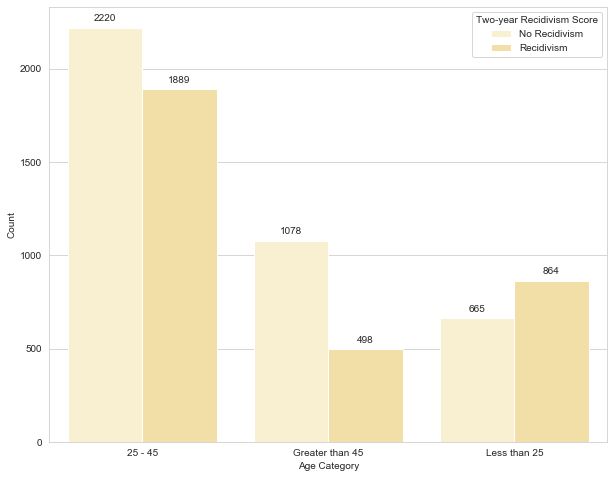 Two-year Recidivism Score
No Recidivism
Recidivism
2220
1889
1078
498
665
864
2000
1500
1000
500
0
Count
25 - 45
Greater than 45
Less than 25
Age Category